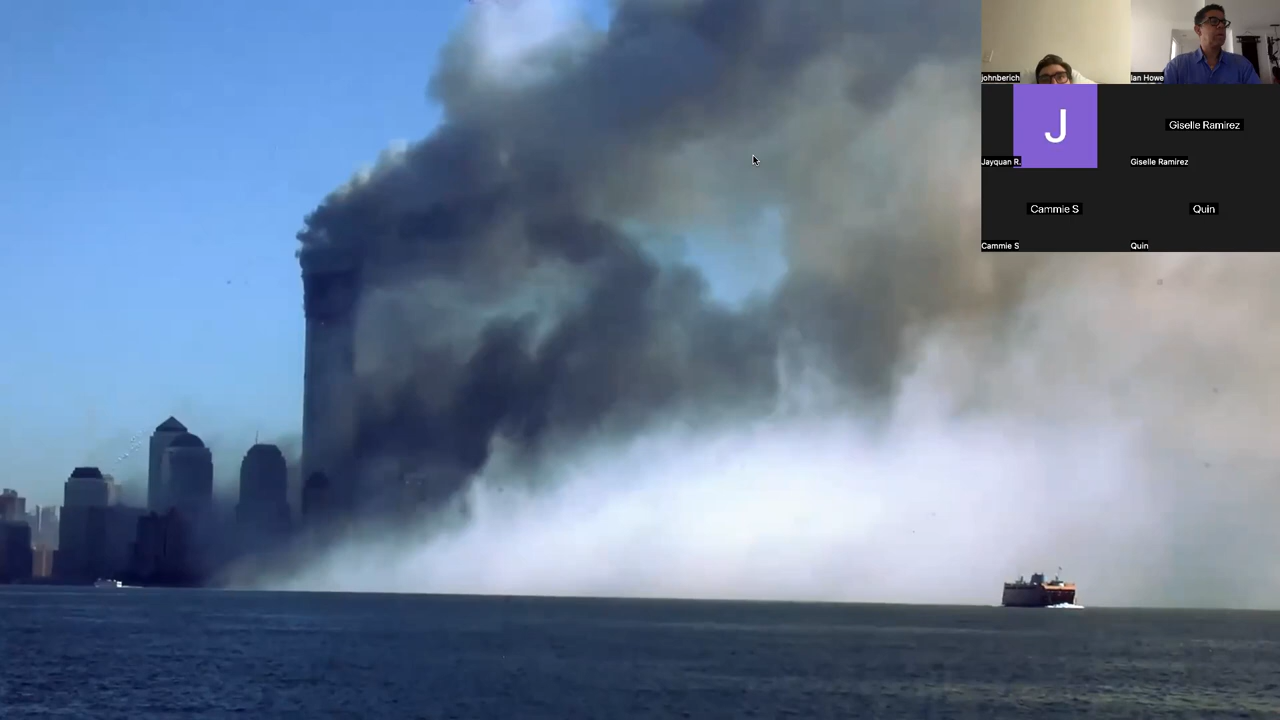 johnberich
Ian Howe
J
Jayquan R.
Giselle Ramirez
Giselle Ramirez
Cammie S
Quin
Cammie S
Quin